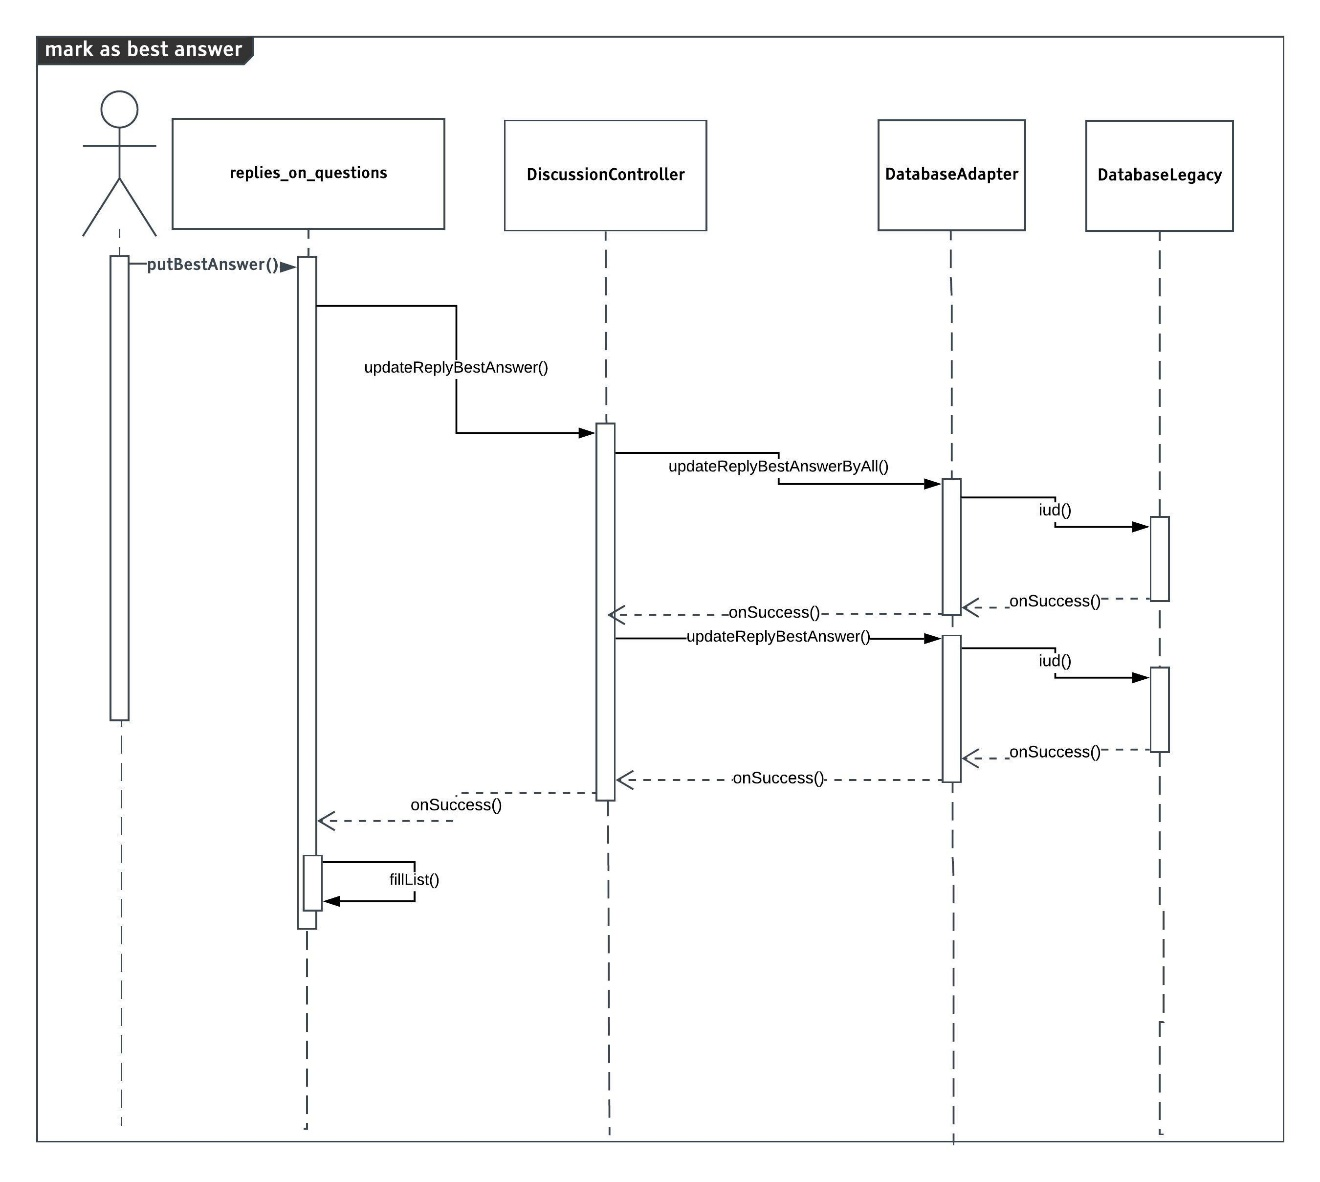 mark as best answer
replies_on_questions
DiscussionController
DatabaseAdapter
DatabaseLegacy
putBestAnswer()
updateReplyBestAnswer()
updateReplyBestAnswerByAll()
iud()
onSuccess()
onSuccess()
updateReplyBestAnswer()
iud()
onSuccess()
onSuccess()
onSuccess()
fillList()